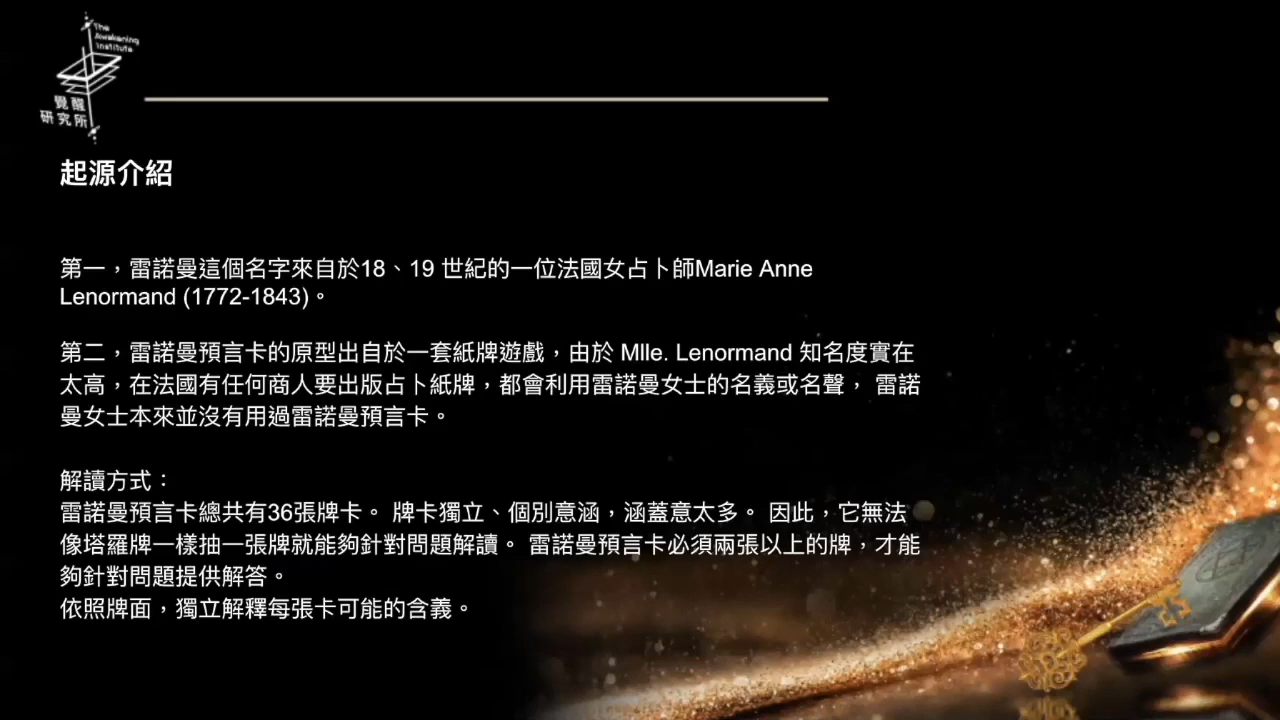 The
Awakening
Institute
覺醒
研究所
起源介紹
第一，雷諾曼這個名字來自於18、19 世紀的一位法國女占卜師Marie Anne
Lenormand (1772-1843)。
第二，雷諾曼預言卡的原型出自於一套紙牌遊戲，由於 Mlle. Lenormand 知名度實在
太高，在法國有任何商人要出版占卜紙牌，都會利用雷諾曼女士的名義或名聲， 雷諾
曼女士本來並沒有用過雷諾曼預言卡。
解讀方式：
雷諾曼預言卡總共有36張牌卡。 牌卡獨立、個別意涵，涵蓋意太多。 因此，它無法
像塔羅牌一樣抽一張牌就能夠針對問題解讀。 雷諾曼預言卡必須兩張以上的牌，才能
夠針對問題提供解答。
依照牌面，獨立解釋每張卡可能的含義。